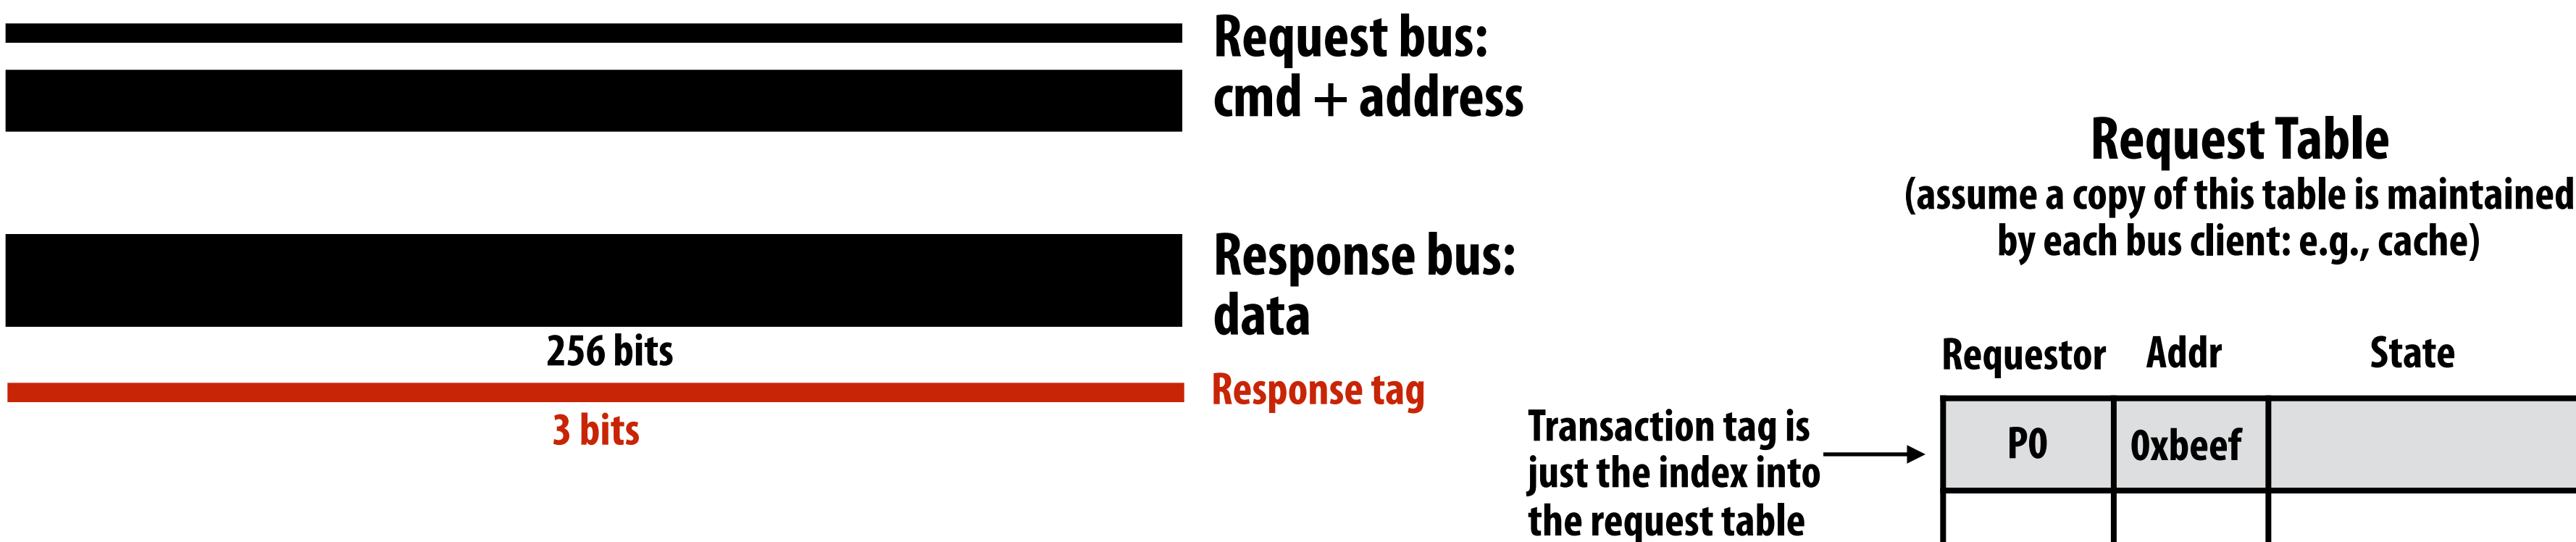 Request bus:
cmd + address
Request Table
(assume a copy of this table is maintained
by each bus client: e.g., cache)
Response bus:
data
256 bits
Response tag
3 bits
Requestor Addr State
Transaction tag is
just the index into
the request table
P0 0xbeef